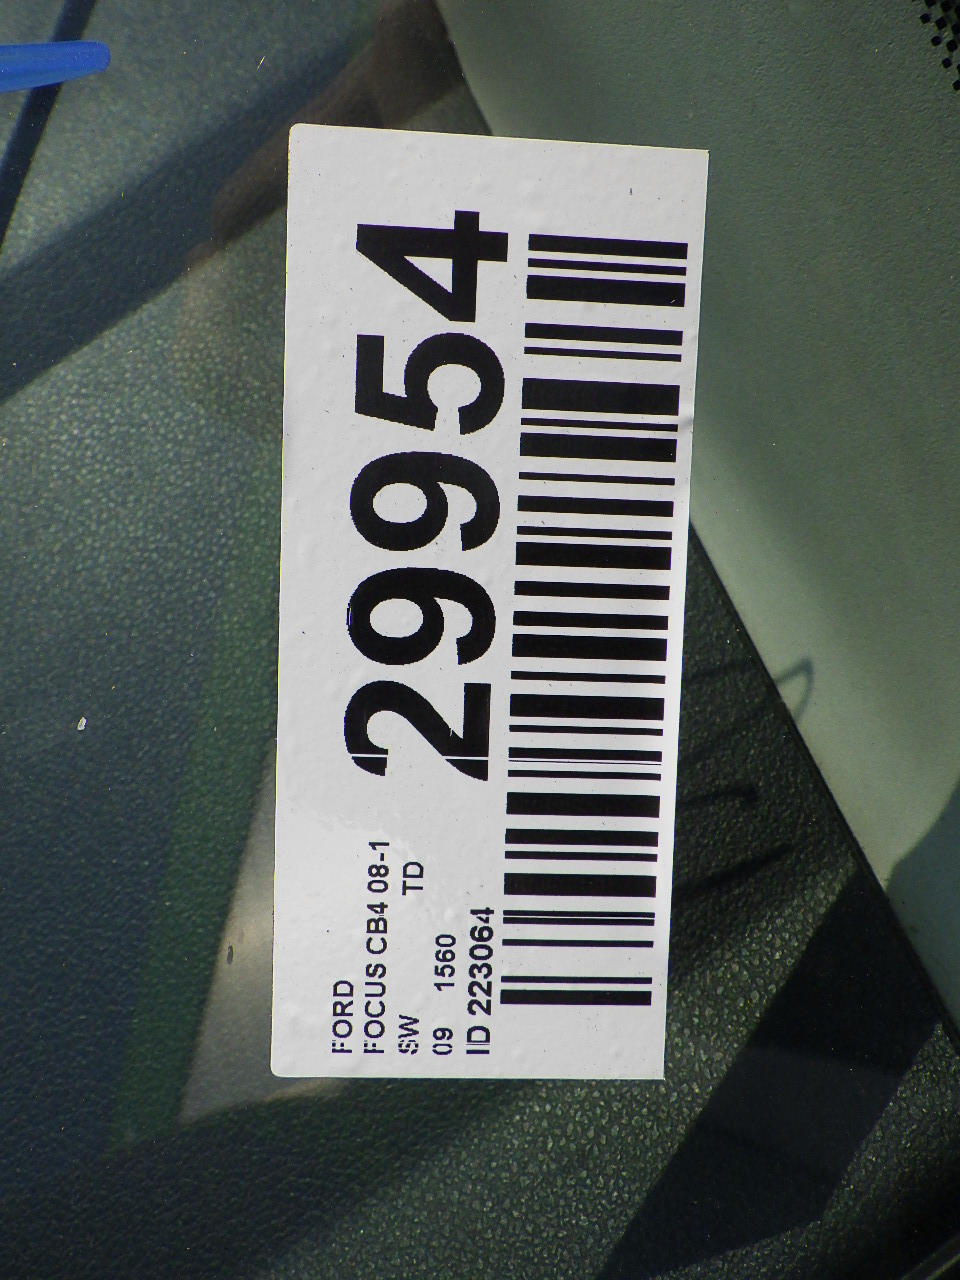 29954
FORD
FOCUS CB4 08-1
SW TD
09 1560
ID 223064